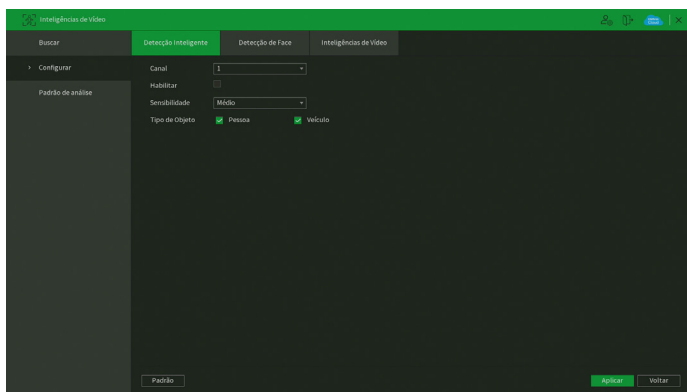 Inteligências de Vídeo
Buscar
Configurar
Padrão de análise
Detecção Inteligente
Detecção de Face
Inteligências de Vídeo
Canal 1
Habilitar
Sensibilidade Médio
Tipo de Objeto Pessoa Veículo
Padrão
Aplicar
Voltar